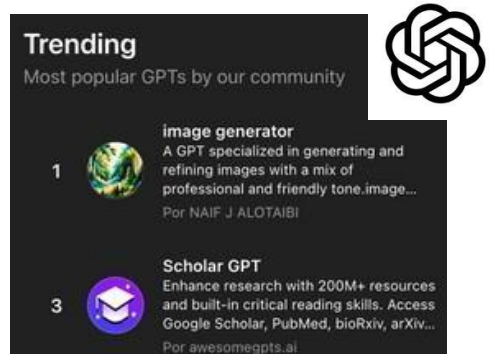 Trending
Most popular GPTs by our community
1
image generator
A GPT specialized in generating and
refining images with a mix of
professional and friendly tone.image...
Por NAIF J ALOTAIBI
3
Scholar GPT
Enhance research with 200M+ resources
and built-in critical reading skills. Access
Google Scholar, PubMed, bioRxiv, arXiv...
Por awesomegpts.ai